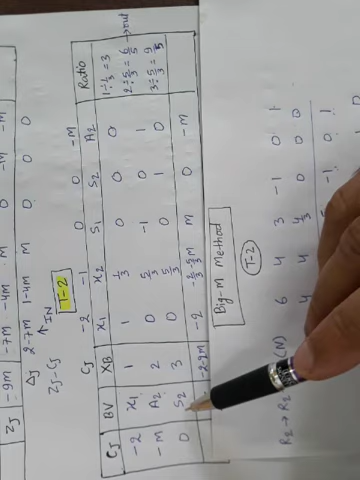 ZJ -9M -7M -4M M 0 -M -M
ΔJ 2-7M 1-4M M 0 0 0
↑IN
ZJ-CJ 1-2
CJ -2 -1 0 0 -M
CJ BV XB x1 x2 S1 S2 A2 Ratio
-2 x1 1 1 1/3 0 0 0 1÷1/3=3
-M A2 2 0 5/3 -1 0 1 2÷5/3=6/5 →out
0 S2 3 0 5/3 0 1 0 3÷5/3=9/5
-2-2M -2 -2/3-5/3M M 0 -M
Big-M Method
T-2
R2→R2 (N) 6 4 3 -1 0 1
4 4 4/3 0 0 0
-1 0 1